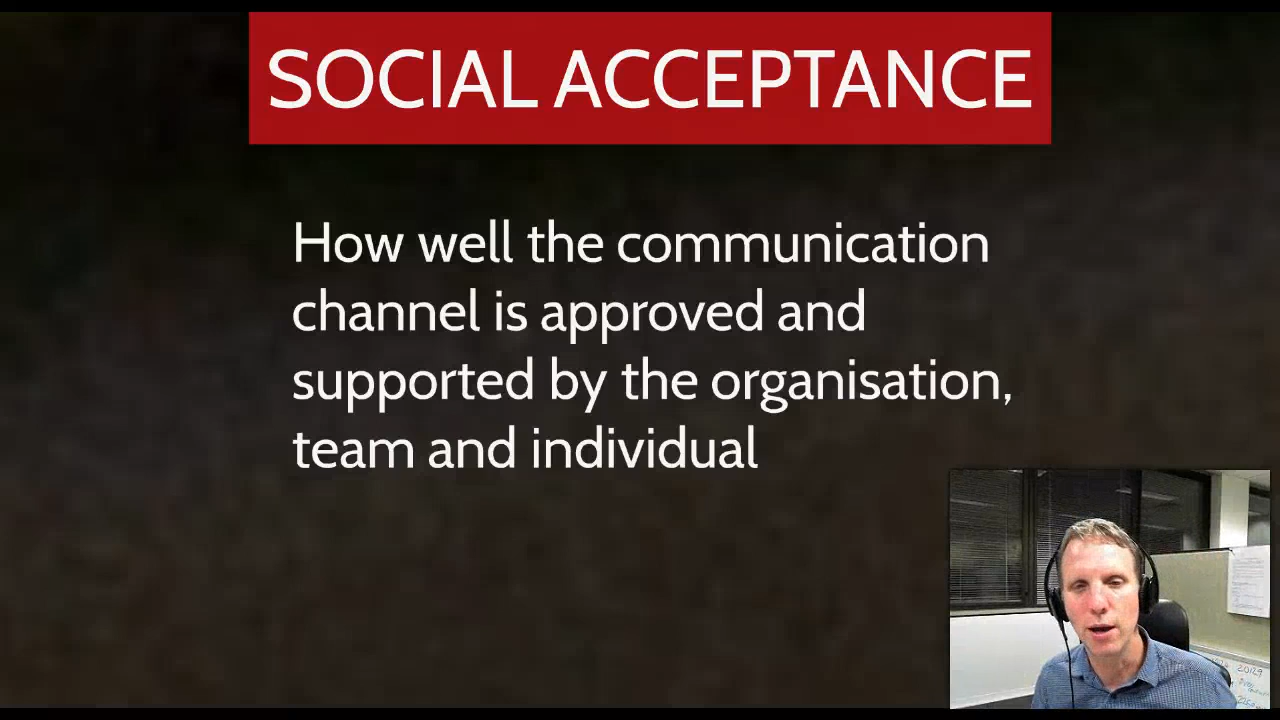 SOCIAL ACCEPTANCE
How well the communication
channel is approved and
supported by the organisation,
team and individual